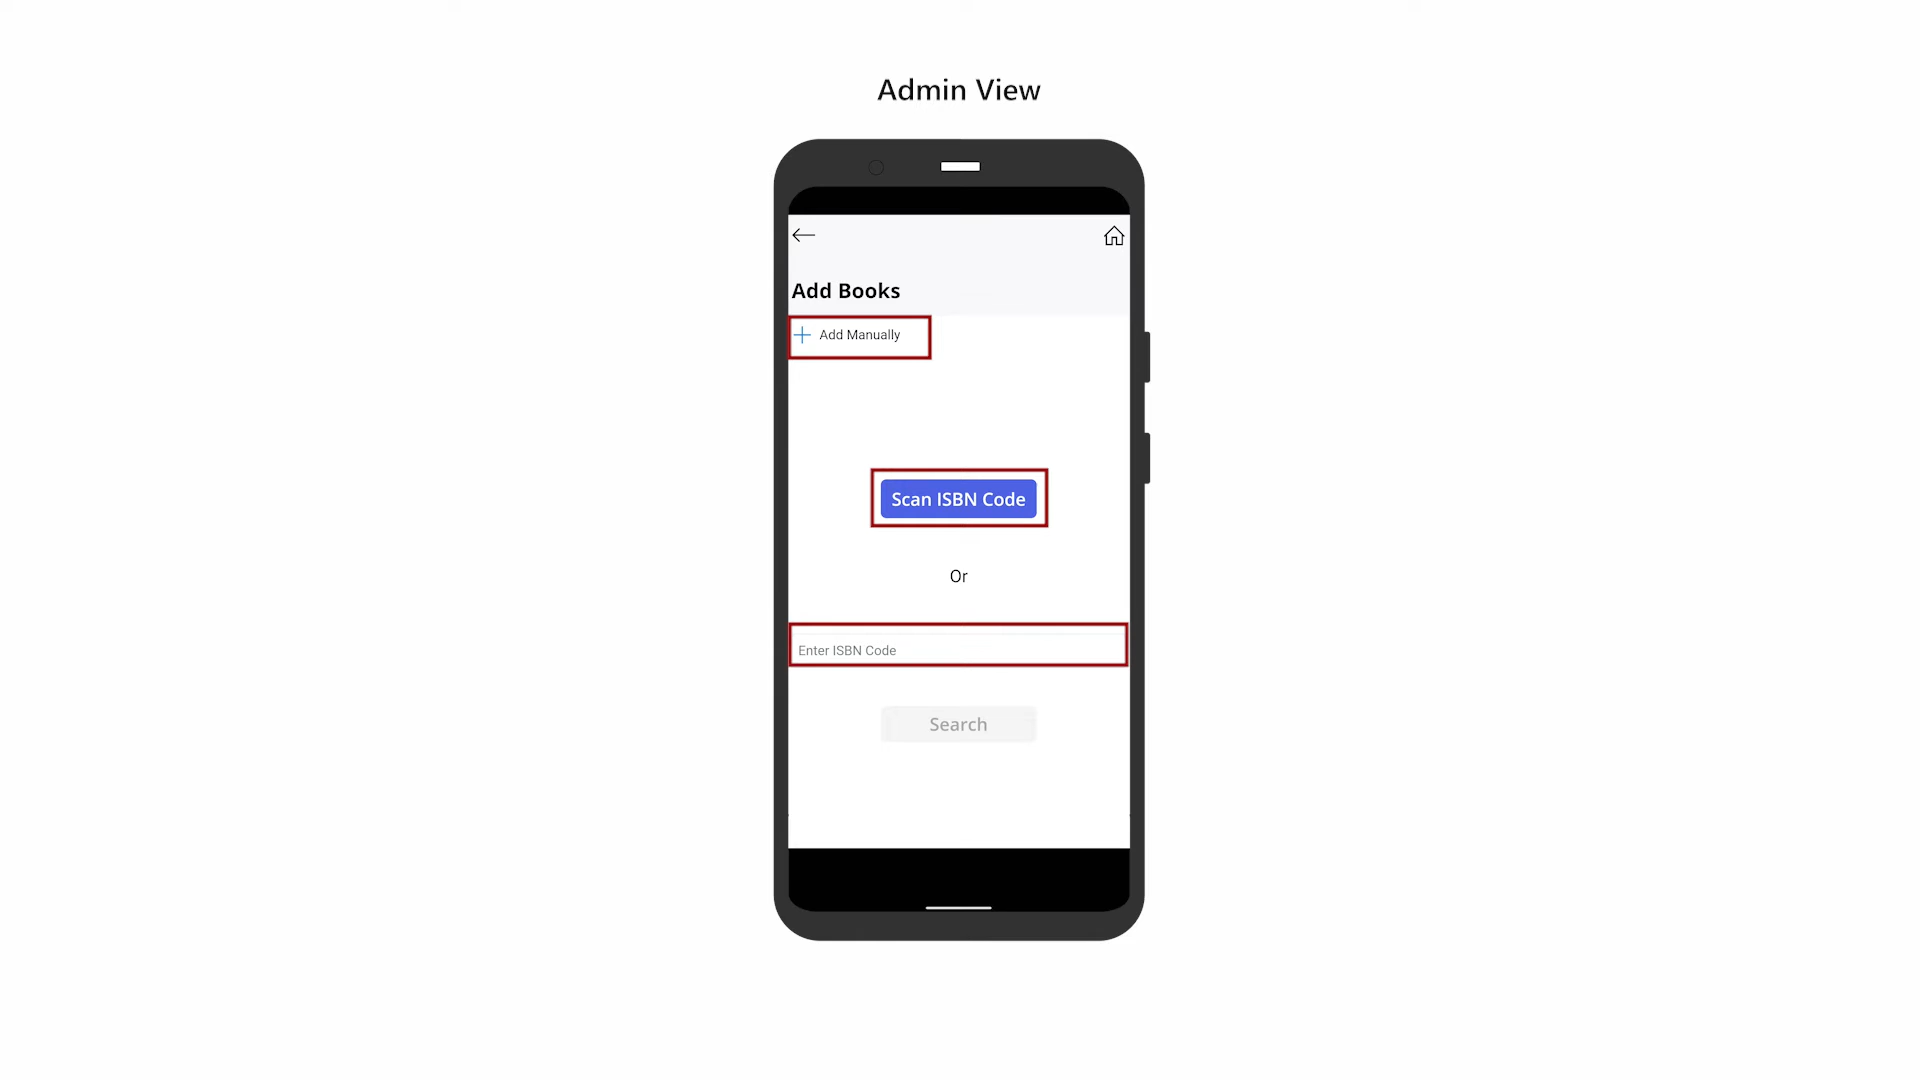 Admin View
Add Books
Add Manually
Scan ISBN Code
Or
Enter ISBN Code
Search